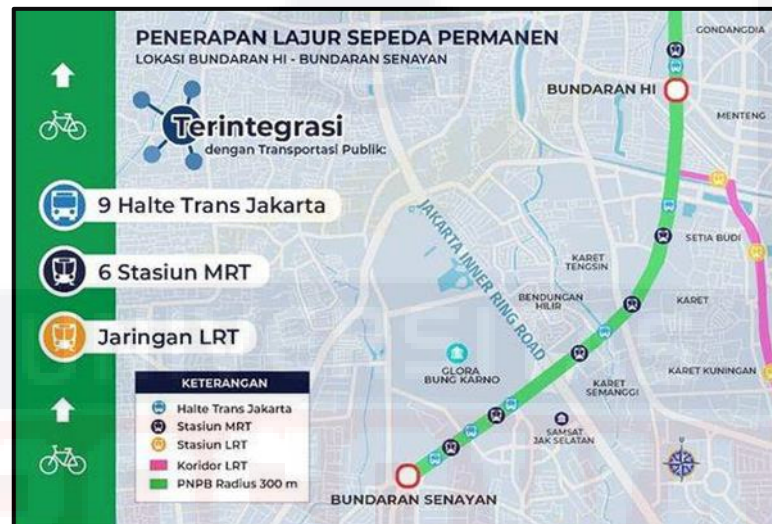 PENERAPAN LAJUR SEPEDA PERMANEN
LOKASI BUNDARAN HI - BUNDARAN SENAYAN
Terintegrasi
dengan Transportasi Publik:
9 Halte Trans Jakarta
6 Stasiun MRT
Jaringan LRT
KETERANGAN
Halte Trans Jakarta
Stasiun MRT
Stasiun LRT
Koridor LRT
PNPB Radius 300 m
GONDANGDIA
BUNDARAN HI
MENTENG
JAKARTA INNER RING ROAD
SETIA BUDI
KARET
TENGSIN
BENDUNGAN
HILIR
KARET
GLORA
BUNG KARNO
KARET KUNINGAN
KARET
SEMANGGI
SAMSAT
JAK SELATAN
U
BUNDARAN SENAYAN